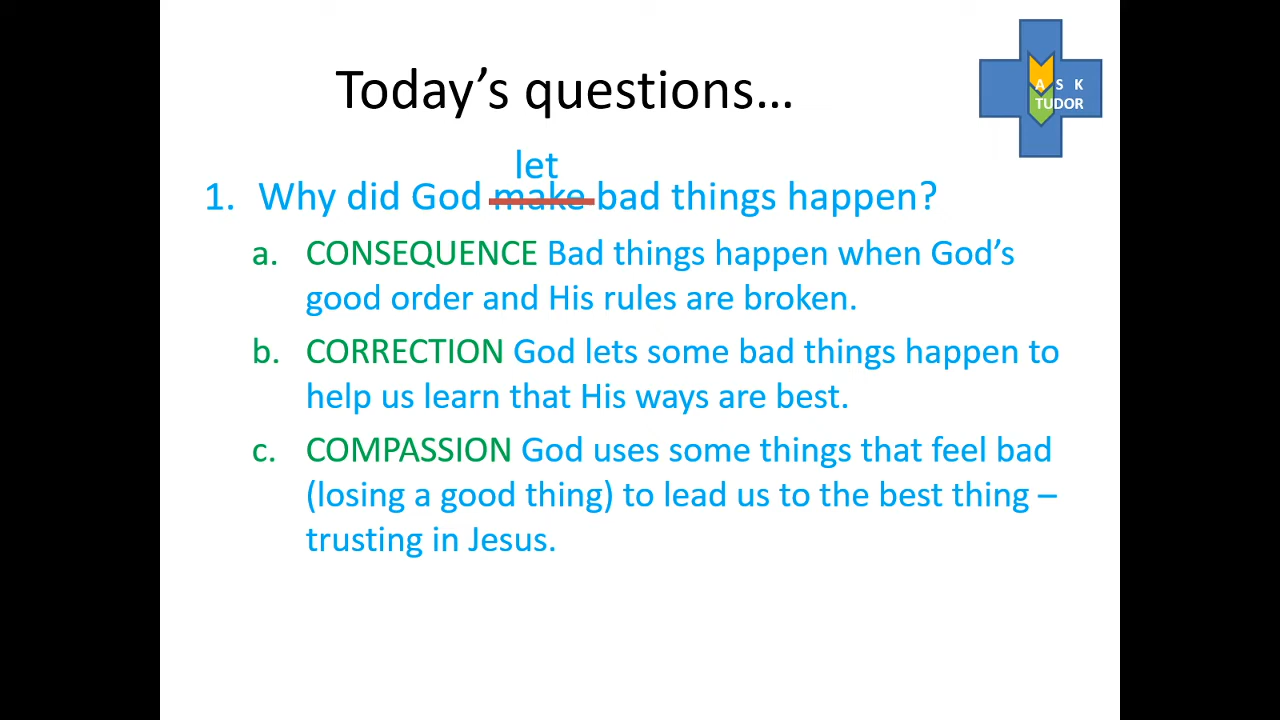 Today's questions…
A S K
TUDOR
let
1. Why did God make bad things happen?
a. CONSEQUENCE Bad things happen when God's
good order and His rules are broken.
b. CORRECTION God lets some bad things happen to
help us learn that His ways are best.
c. COMPASSION God uses some things that feel bad
(losing a good thing) to lead us to the best thing –
trusting in Jesus.